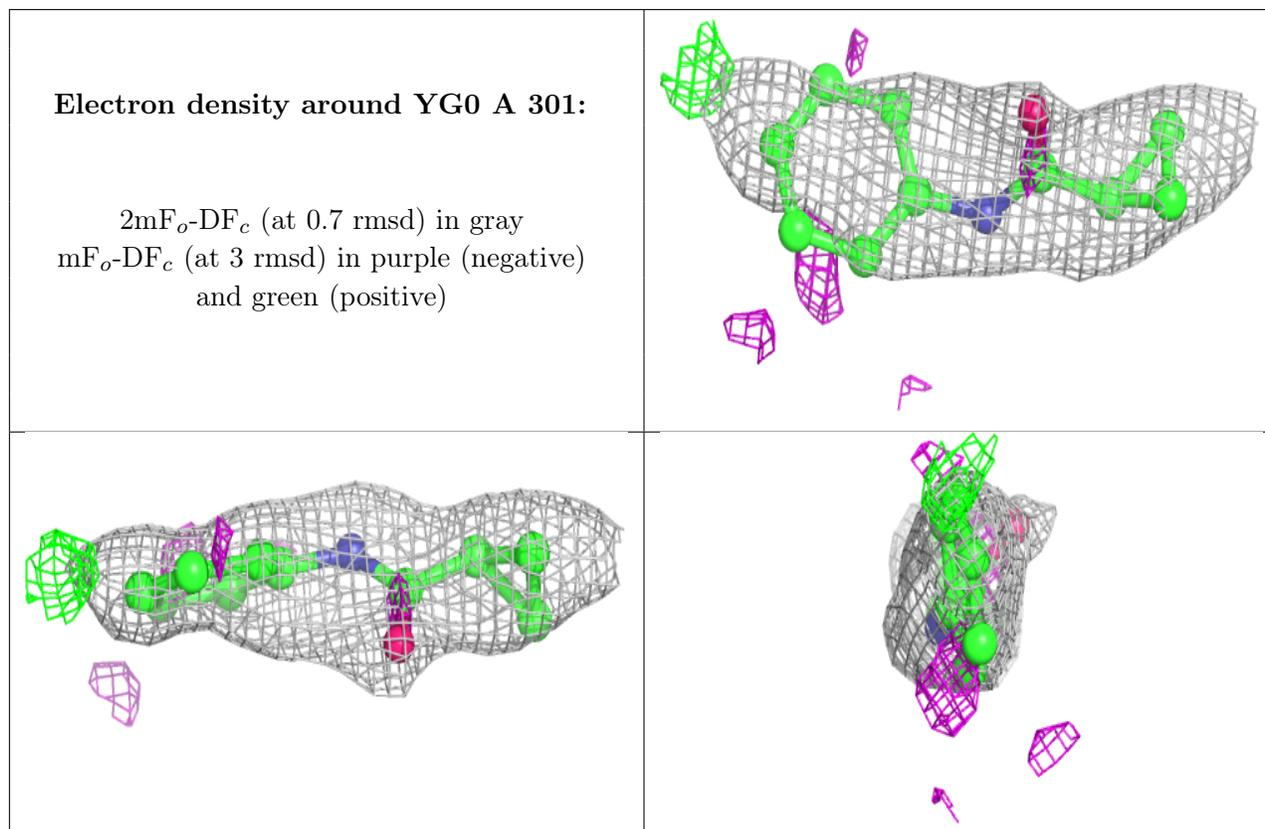 Electron density around YG0 A 301:
2mFo-DFc (at 0.7 rmsd) in gray
mFo-DFc (at 3 rmsd) in purple (negative)
and green (positive)